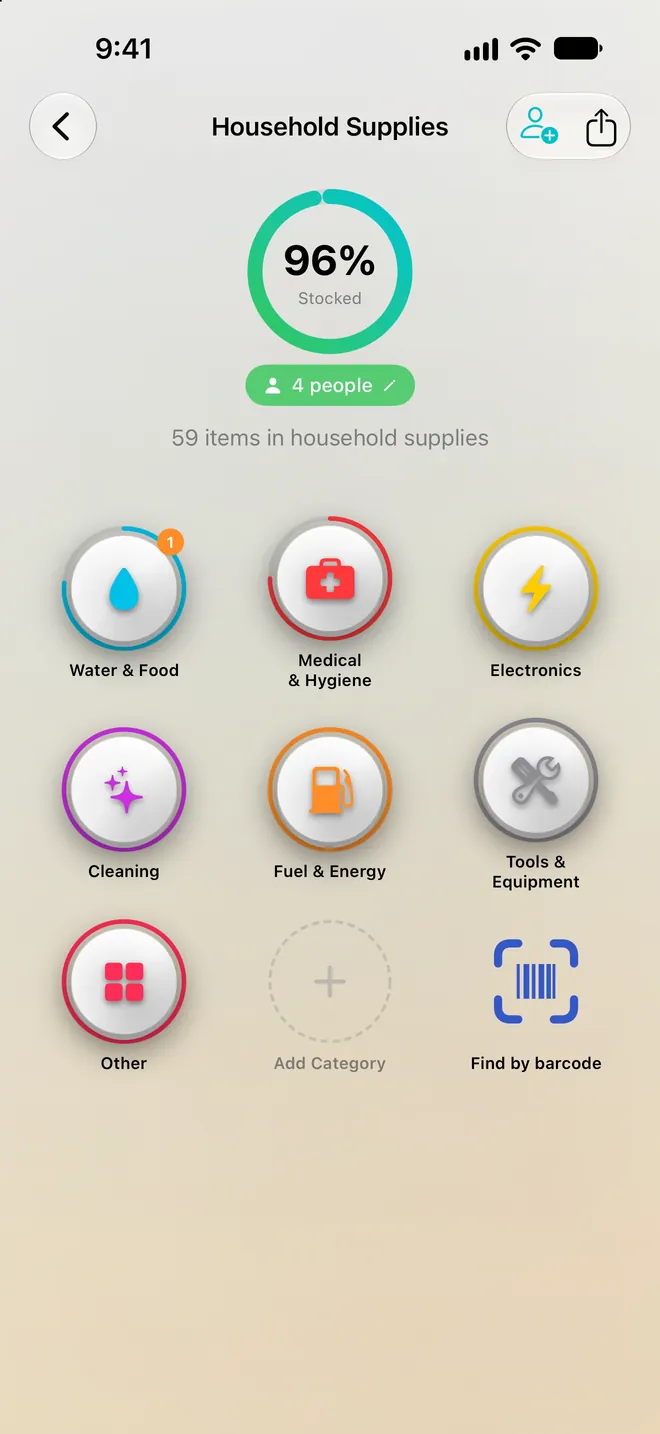 9:41
Household Supplies
96%
Stocked
4 people
59 items in household supplies
1
Water & Food
Medical
& Hygiene
Electronics
Cleaning
Fuel & Energy
Tools &
Equipment
Other
Add Category
Find by barcode